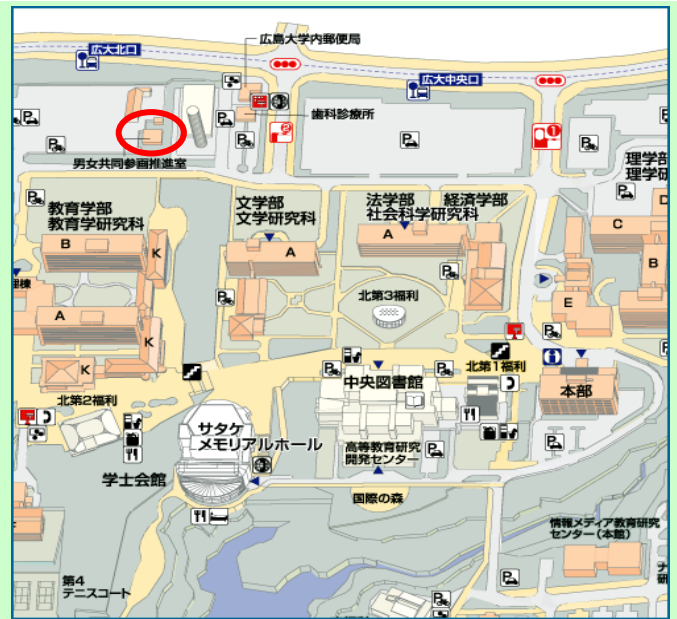 広島大学内郵便局
広大北口
広大中央口
歯科診療所
2
1
男女共同参画推進室
理学部
理学研
教育学部
教育学研究科
文学部
文学研究科
法学部 経済学部
社会科学研究科
B
K
A
A
C
D
B
E
A
K
K
北第3福利
中央図書館
北第1福利
本部
北第2福利
サタケ
メモリアルホール
高等教育研究
開発センター
学士会館
国際の森
情報メディア教育研究
センター(本館)
第4
テニスコート